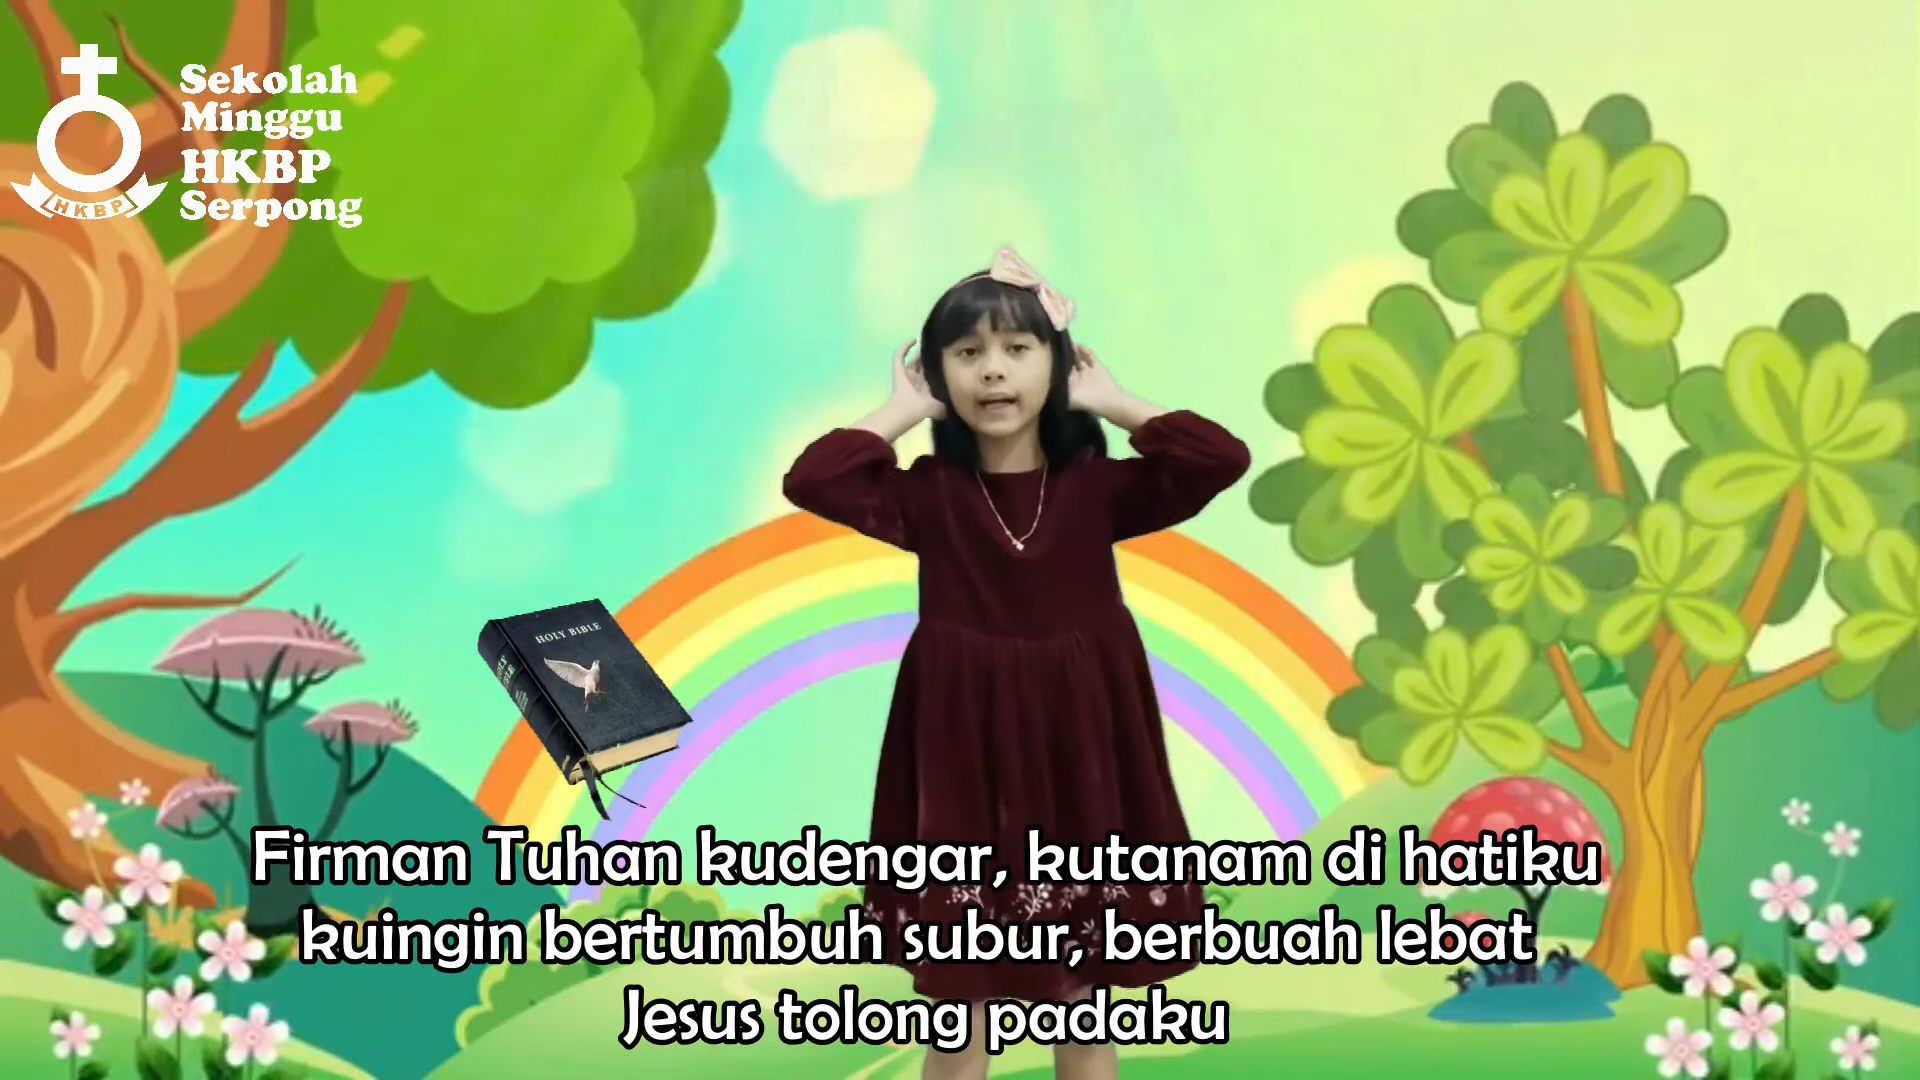 Sekolah
Minggu
HKBP
Serpong
HKBP
HOLY BIBLE
Firman Tuhan kudengar, kutanam di hatiku
kuingin bertumbuh subur, berbuah lebat
Jesus tolong padaku